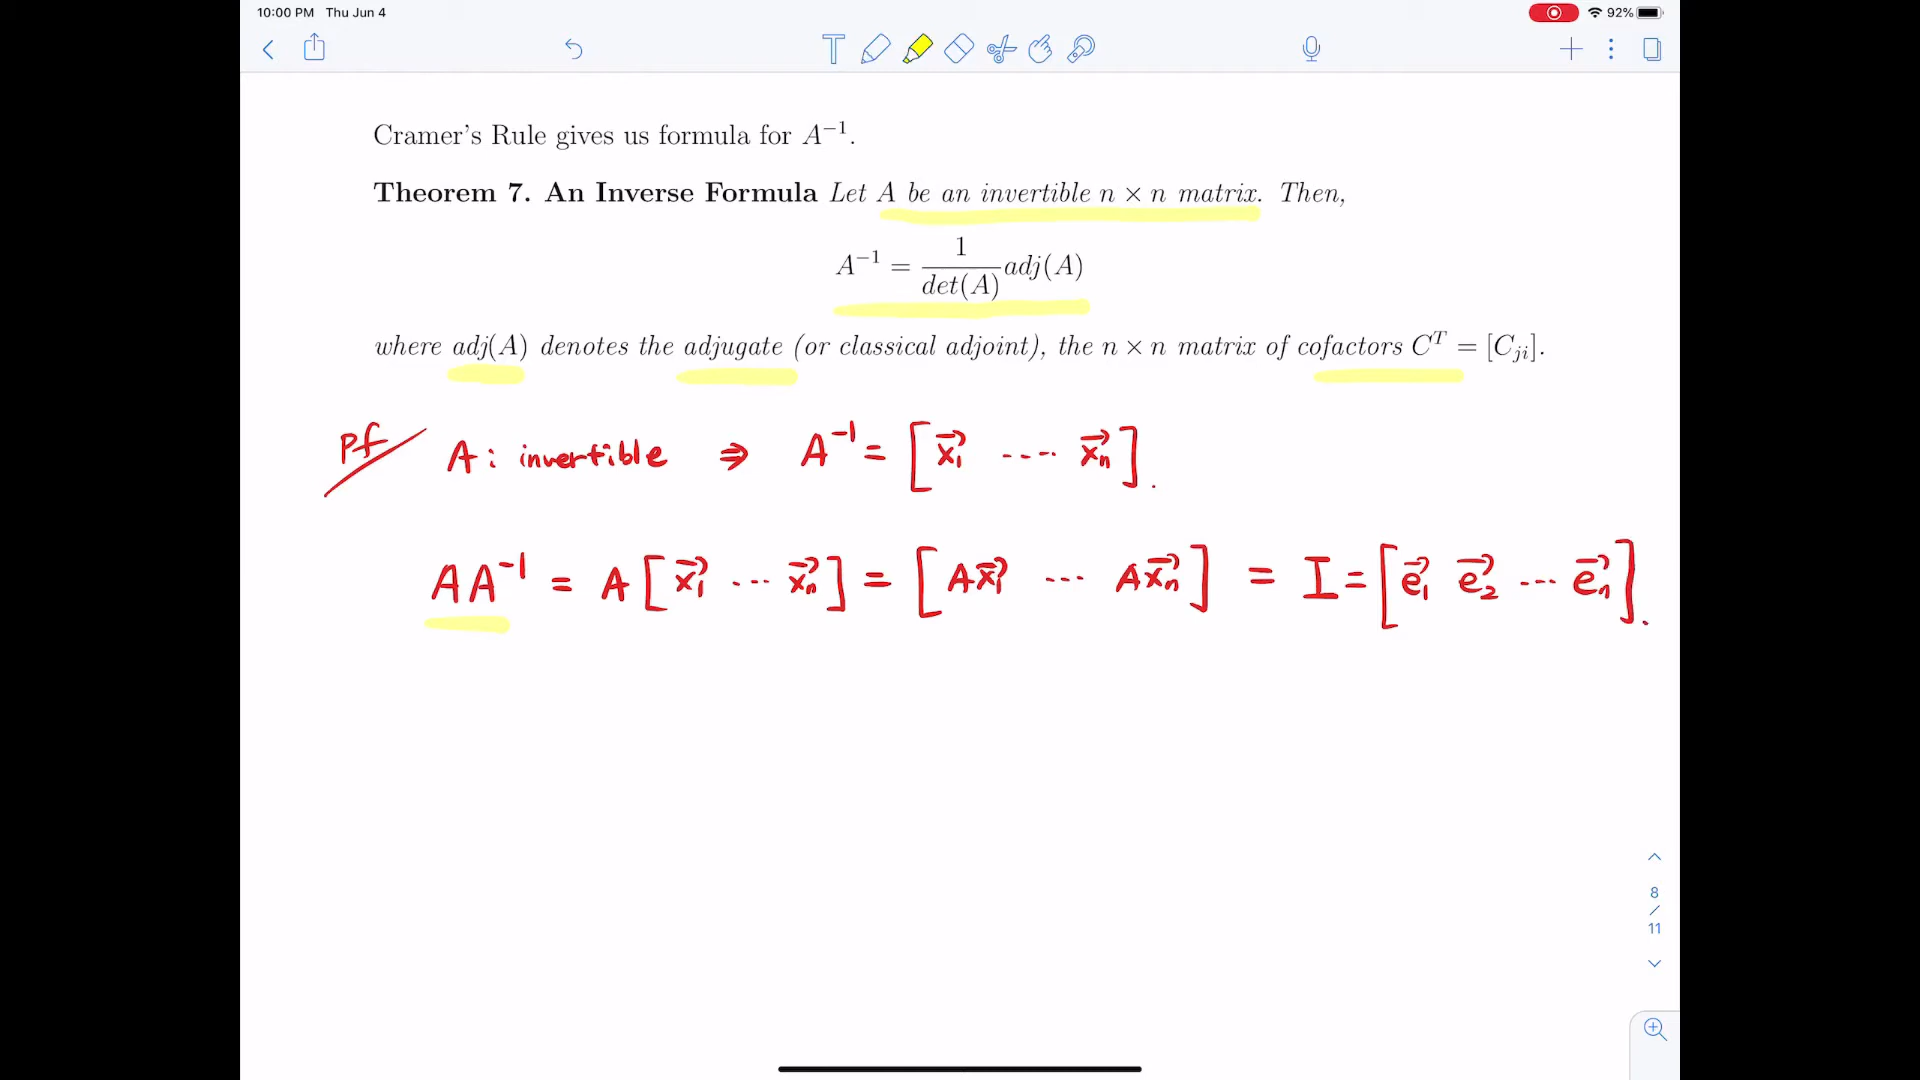 10:00 PM Thu Jun 4
92%
Cramer's Rule gives us formula for A⁻¹.
Theorem 7. An Inverse Formula Let A be an invertible n × n matrix. Then,
A⁻¹ = 1/det(A) adj(A)
where adj(A) denotes the adjugate (or classical adjoint), the n × n matrix of cofactors Cᵀ = [Cⱼᵢ].
Pf A : invertible ⇒ A⁻¹ = [x⃗₁ .... x⃗ₙ].
AA⁻¹ = A[x⃗₁ ... x⃗ₙ] = [Ax⃗₁ ... Ax⃗ₙ] = I = [e⃗₁ e⃗₂ ... e⃗ₙ].
8
/
11